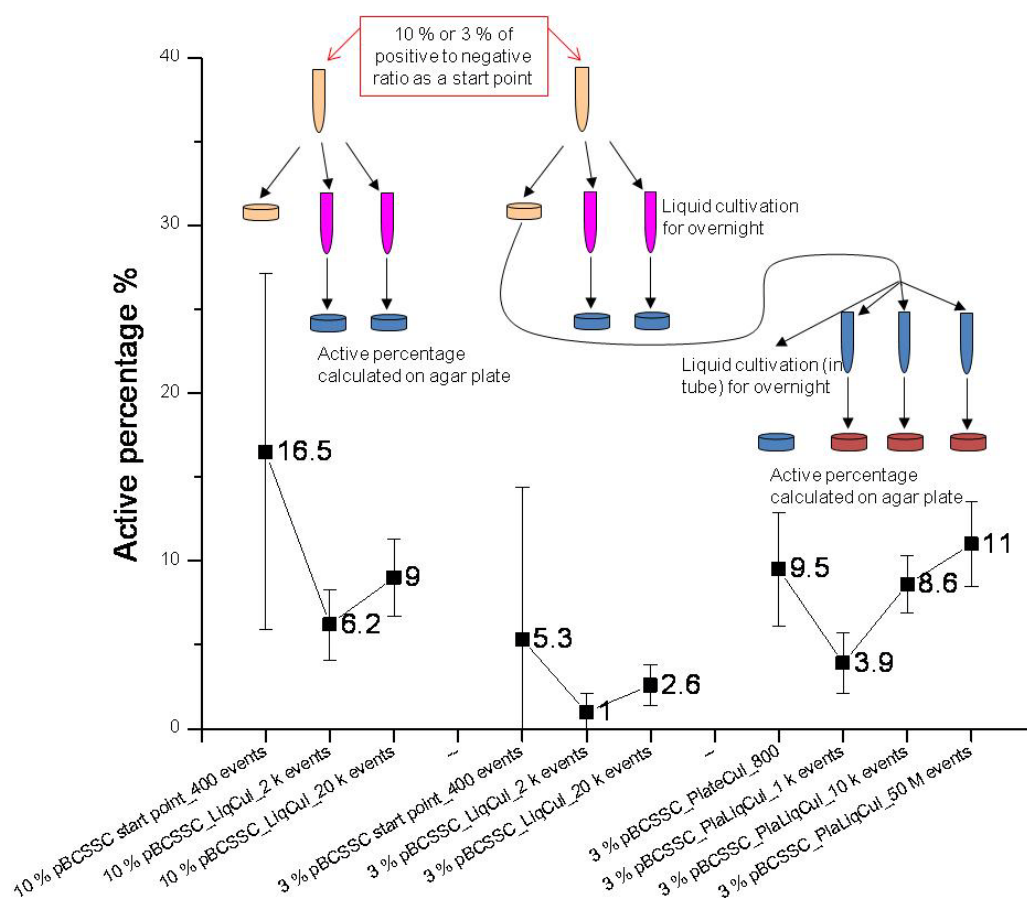 10 % or 3 % of
positive to negative
ratio as a start point
40
30
20
10
0
Active percentage %
Liquid cultivation
for overnight
Active percentage
calculated on agar plate
Liquid cultivation (in
tube) for overnight
Active percentage
calculated on agar plate
16.5
6.2
9
5.3
1
2.6
9.5
3.9
8.6
11
10 % pBCSSC start point_400 events
10 % pBCSSC_LiqCul_2 k events
10 % pBCSSC_LiqCul_20 k events
~
3 % pBCSSC start point_400 events
3 % pBCSSC_LiqCul_2 k events
3 % pBCSSC_LiqCul_20 k events
~
3 % pBCSSC_PlateCul_800
3 % pBCSSC_PlaLiqCul_1 k events
3 % pBCSSC_PlaLiqCul_10 k events
3 % pBCSSC_PlaLiqCul_50 M events